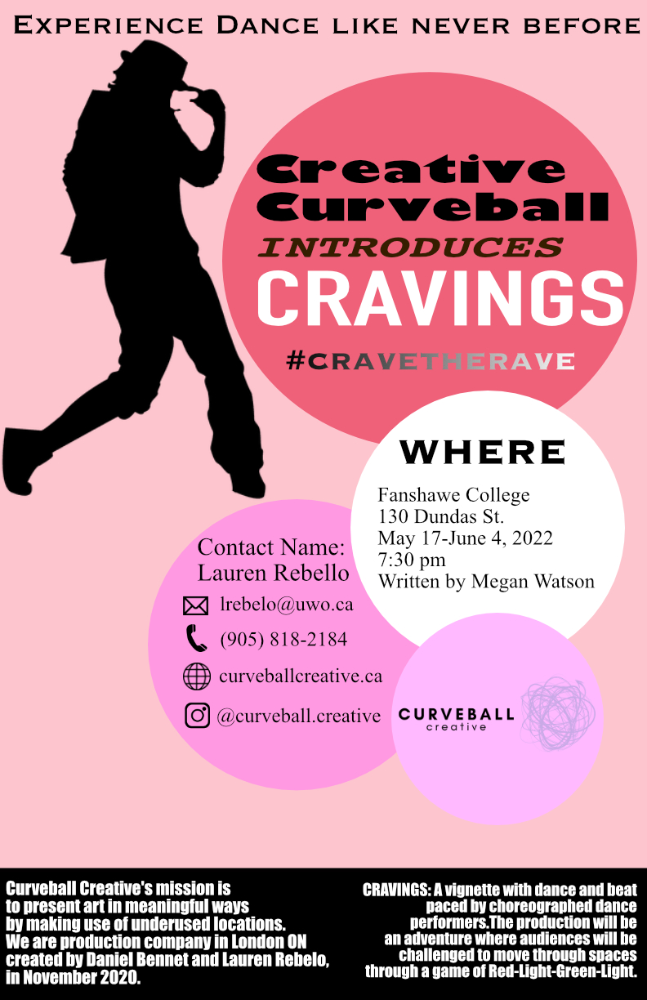 EXPERIENCE DANCE LIKE NEVER BEFORE
Creative
Curveball
INTRODUCES
CRAVINGS
#CRAVETHERAVE
WHERE
Fanshawe College
130 Dundas St.
May 17-June 4, 2022
7:30 pm
Written by Megan Watson
Contact Name:
Lauren Rebello
lrebelo@uwo.ca
(905) 818-2184
curveballcreative.ca
@curveball.creative
CURVEBALL
creative
Curveball Creative's mission is
to present art in meaningful ways
by making use of underused locations.
We are production company in London ON
created by Daniel Bennet and Lauren Rebelo,
in November 2020.
CRAVINGS: A vignette with dance and beat
paced by choreographed dance
performers.The production will be
an adventure where audiences will be
challenged to move through spaces
through a game of Red-Light-Green-Light.